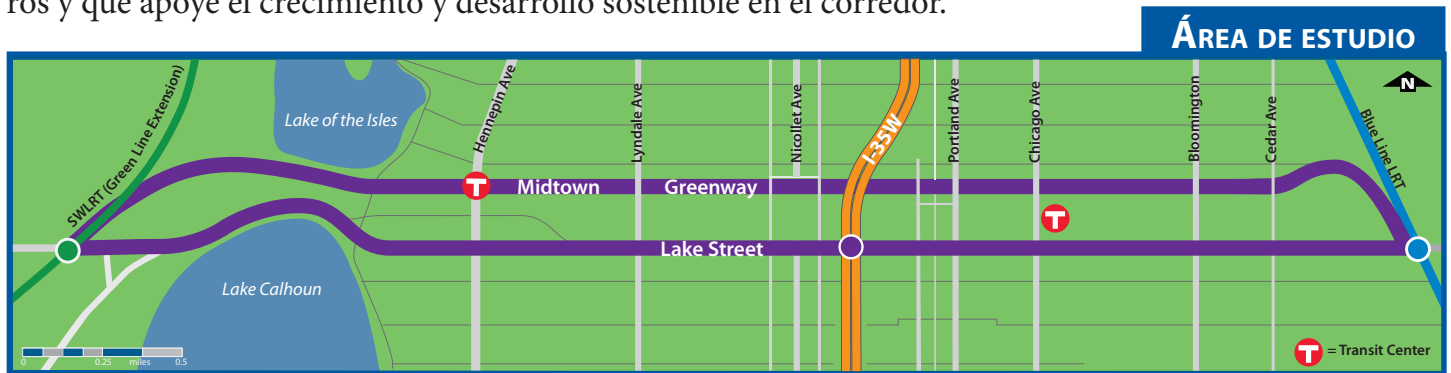 ros y que apoye el crecimiento y desarrollo sostenible en el corredor.
ÁREA DE ESTUDIO
SWLRT (Green Line Extension)
Lake of the Isles
Hennepin Ave
Lyndale Ave
Nicollet Ave
I-35W
Portland Ave
Chicago Ave
Bloomington
Cedar Ave
Blue Line LRT
N
T
Midtown Greenway
T
Lake Street
Lake Calhoun
0 0.25 miles 0.5
T = Transit Center